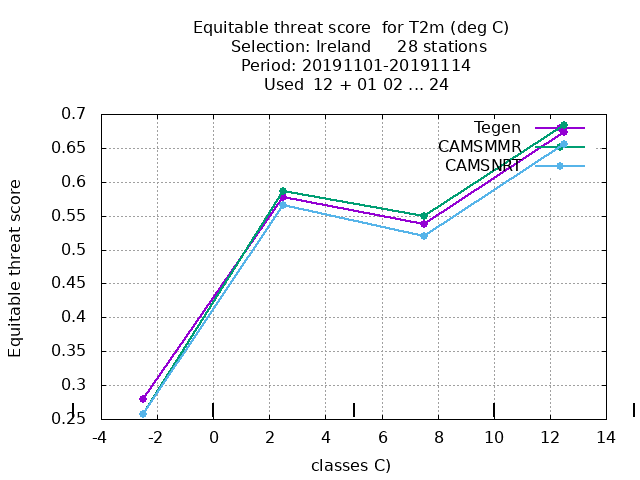 Equitable threat score  for T2m (deg C)
Selection: Ireland     28 stations
Period: 20191101-20191114
Used  12 + 01 02 ... 24
Equitable threat score
0.7
0.65
0.6
0.55
0.5
0.45
0.4
0.35
0.3
0.25
Tegen
CAMSMMR
CAMSNRT
-4 -2 0 2 4 6 8 10 12 14
classes C)